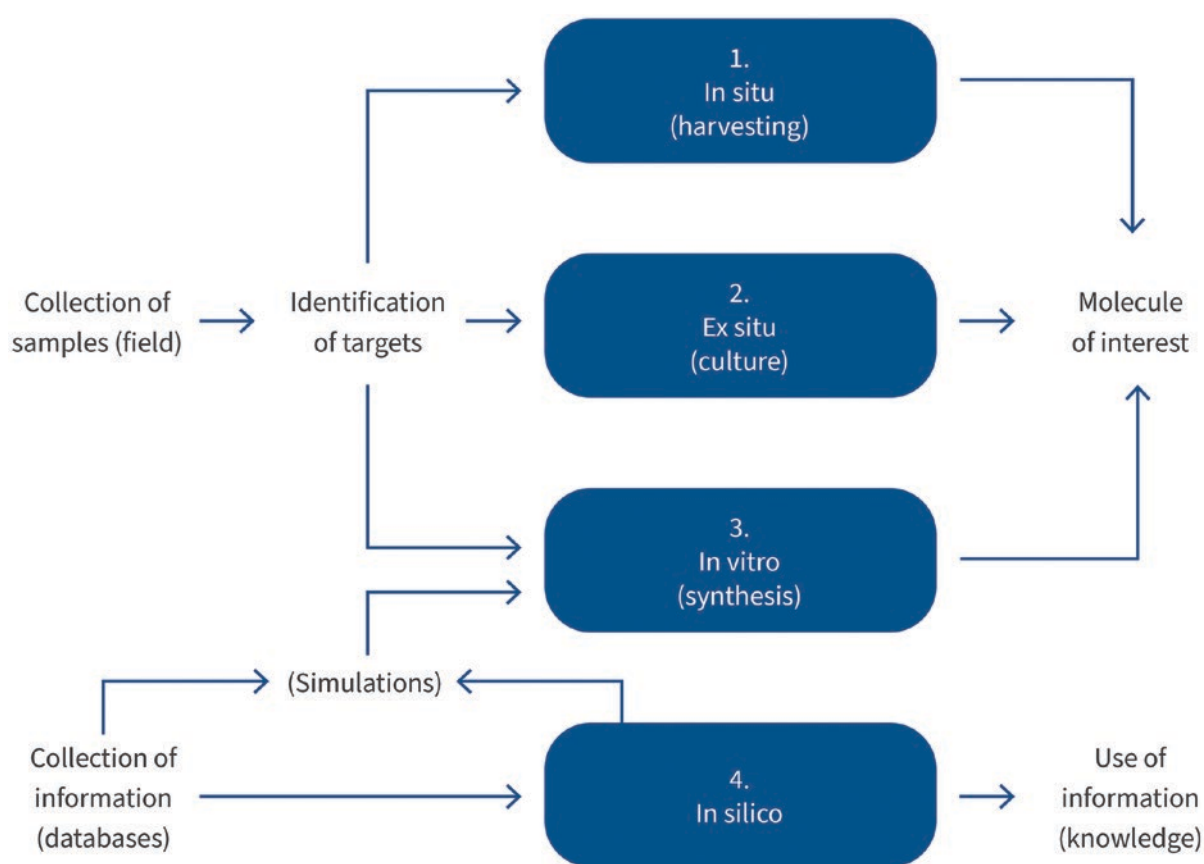 1.
In situ
(harvesting)
Collection of
samples (field)
Identification
of targets
2.
Ex situ
(culture)
Molecule
of interest
3.
In vitro
(synthesis)
(Simulations)
Collection of
information
(databases)
4.
In silico
Use of
information
(knowledge)